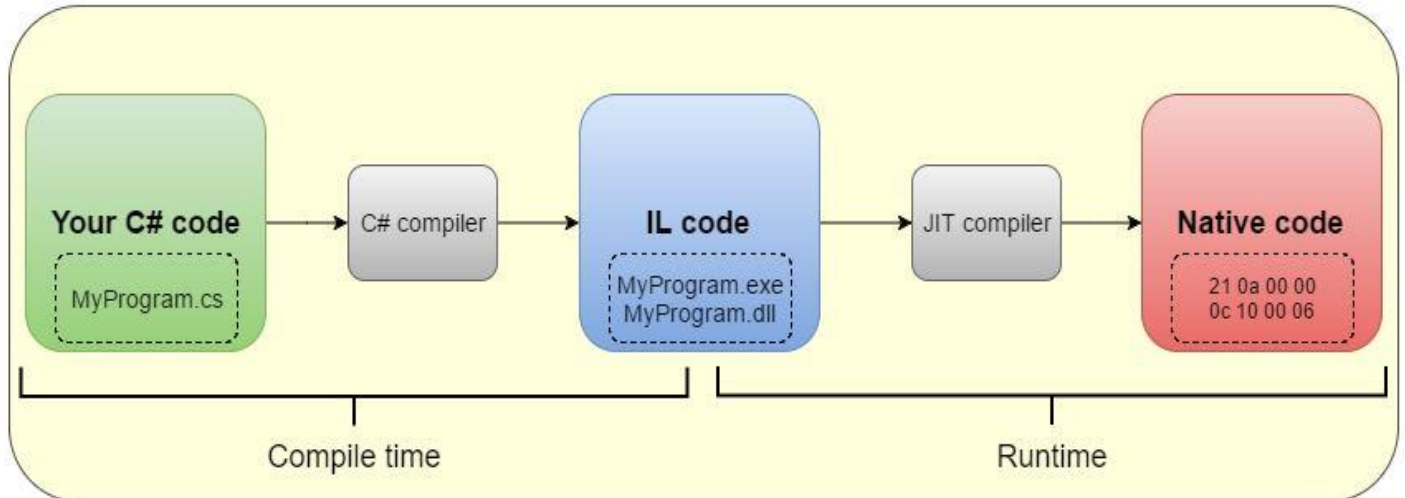 Your C# code
MyProgram.cs
C# compiler
IL code
MyProgram.exe
MyProgram.dll
JIT compiler
Native code
21 0a 00 00
0c 10 00 06
Compile time
Runtime